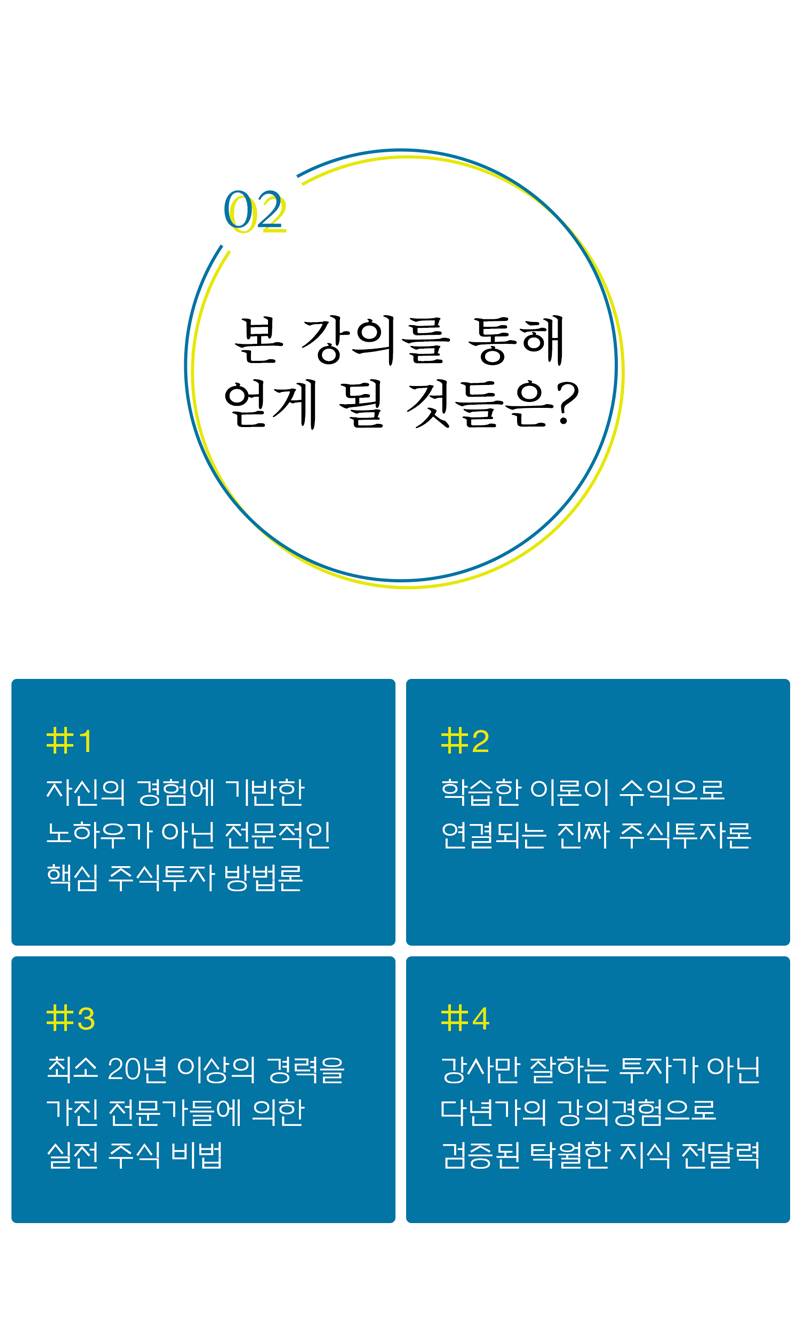 02
본 강의를 통해
얻게 될 것들은?
#1
자신의 경험에 기반한
노하우가 아닌 전문적인
핵심 주식투자 방법론
#2
학습한 이론이 수익으로
연결되는 진짜 주식투자론
#3
최소 20년 이상의 경력을
가진 전문가들에 의한
실전 주식 비법
#4
강사만 잘하는 투자가 아닌
다년가의 강의경험으로
검증된 탁월한 지식 전달력